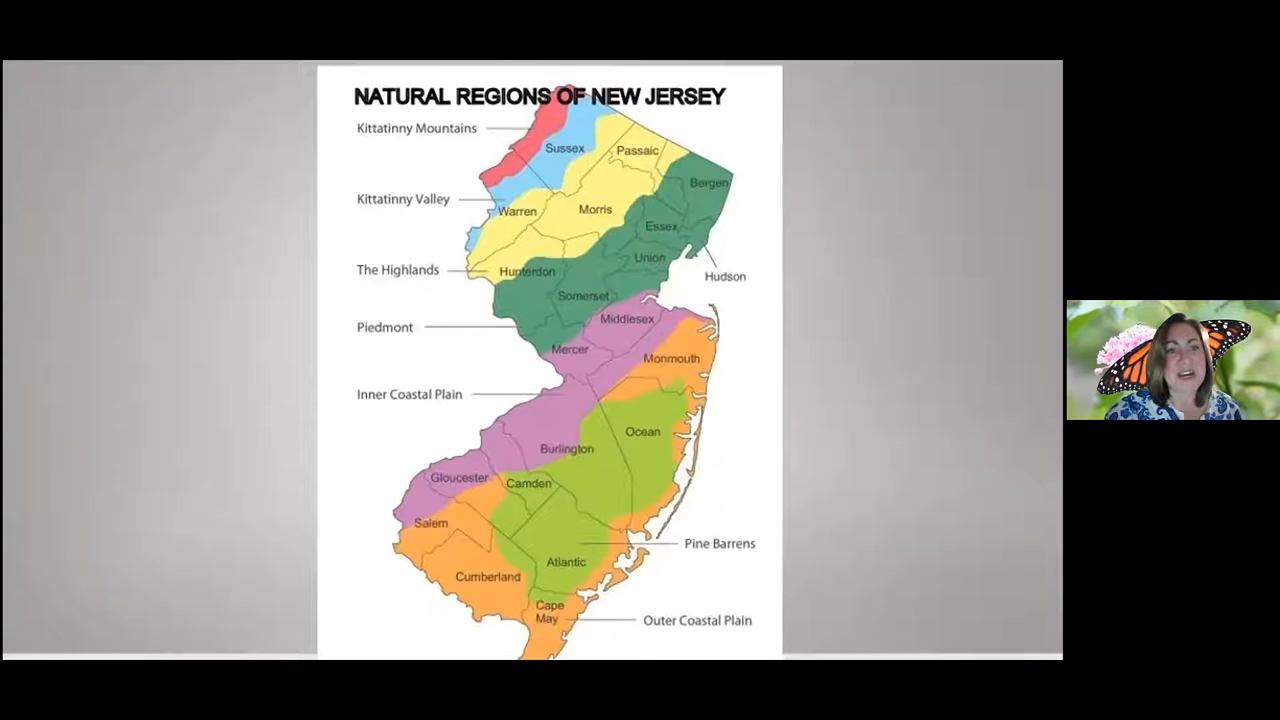 NATURAL REGIONS OF NEW JERSEY
Kittatinny Mountains
Sussex
Passaic
Bergen
Kittatinny Valley
Warren
Morris
Essex
Union
The Highlands
Hunterdon
Hudson
Somerset
Middlesex
Piedmont
Mercer
Monmouth
Inner Coastal Plain
Ocean
Burlington
Gloucester
Camden
Salem
Pine Barrens
Atlantic
Cumberland
Cape
May
Outer Coastal Plain